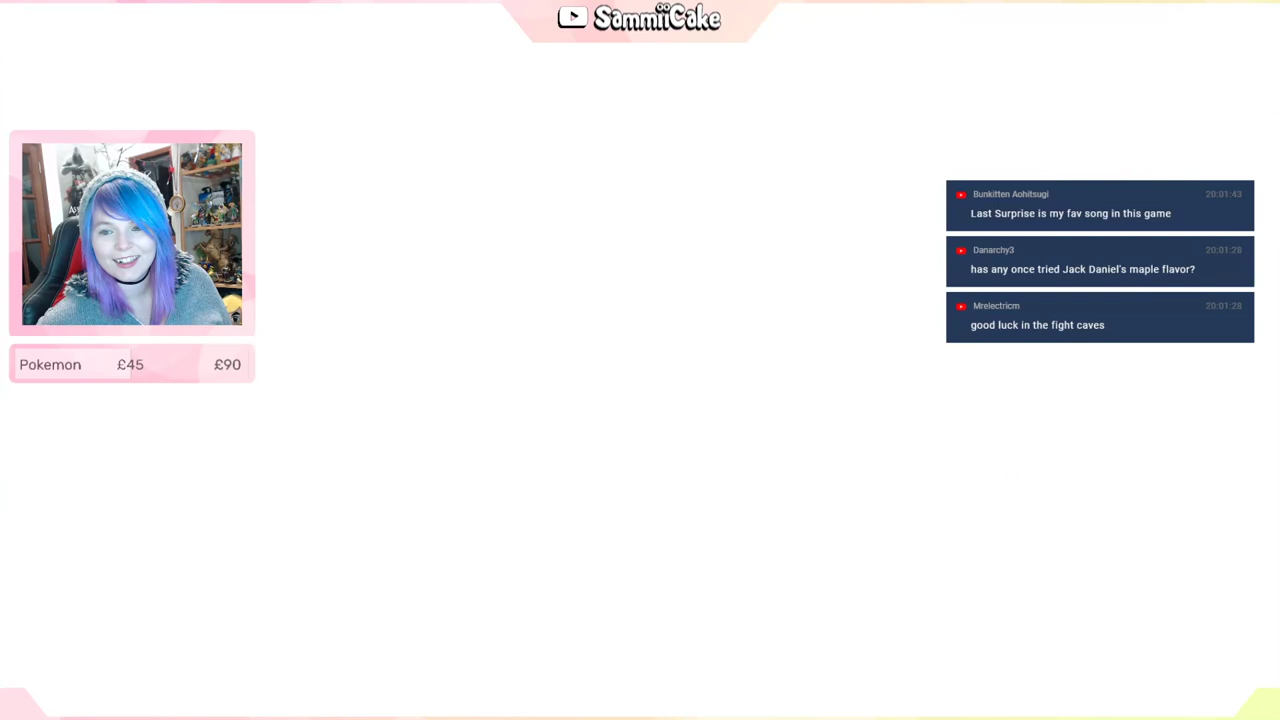 SammiiCake
Pokemon £45 £90
Bunkitten Aohitsugi 20:01:43
Last Surprise is my fav song in this game
Danarchy3 20:01:28
has any once tried Jack Daniel's maple flavor?
Mrelectricm 20:01:28
good luck in the fight caves